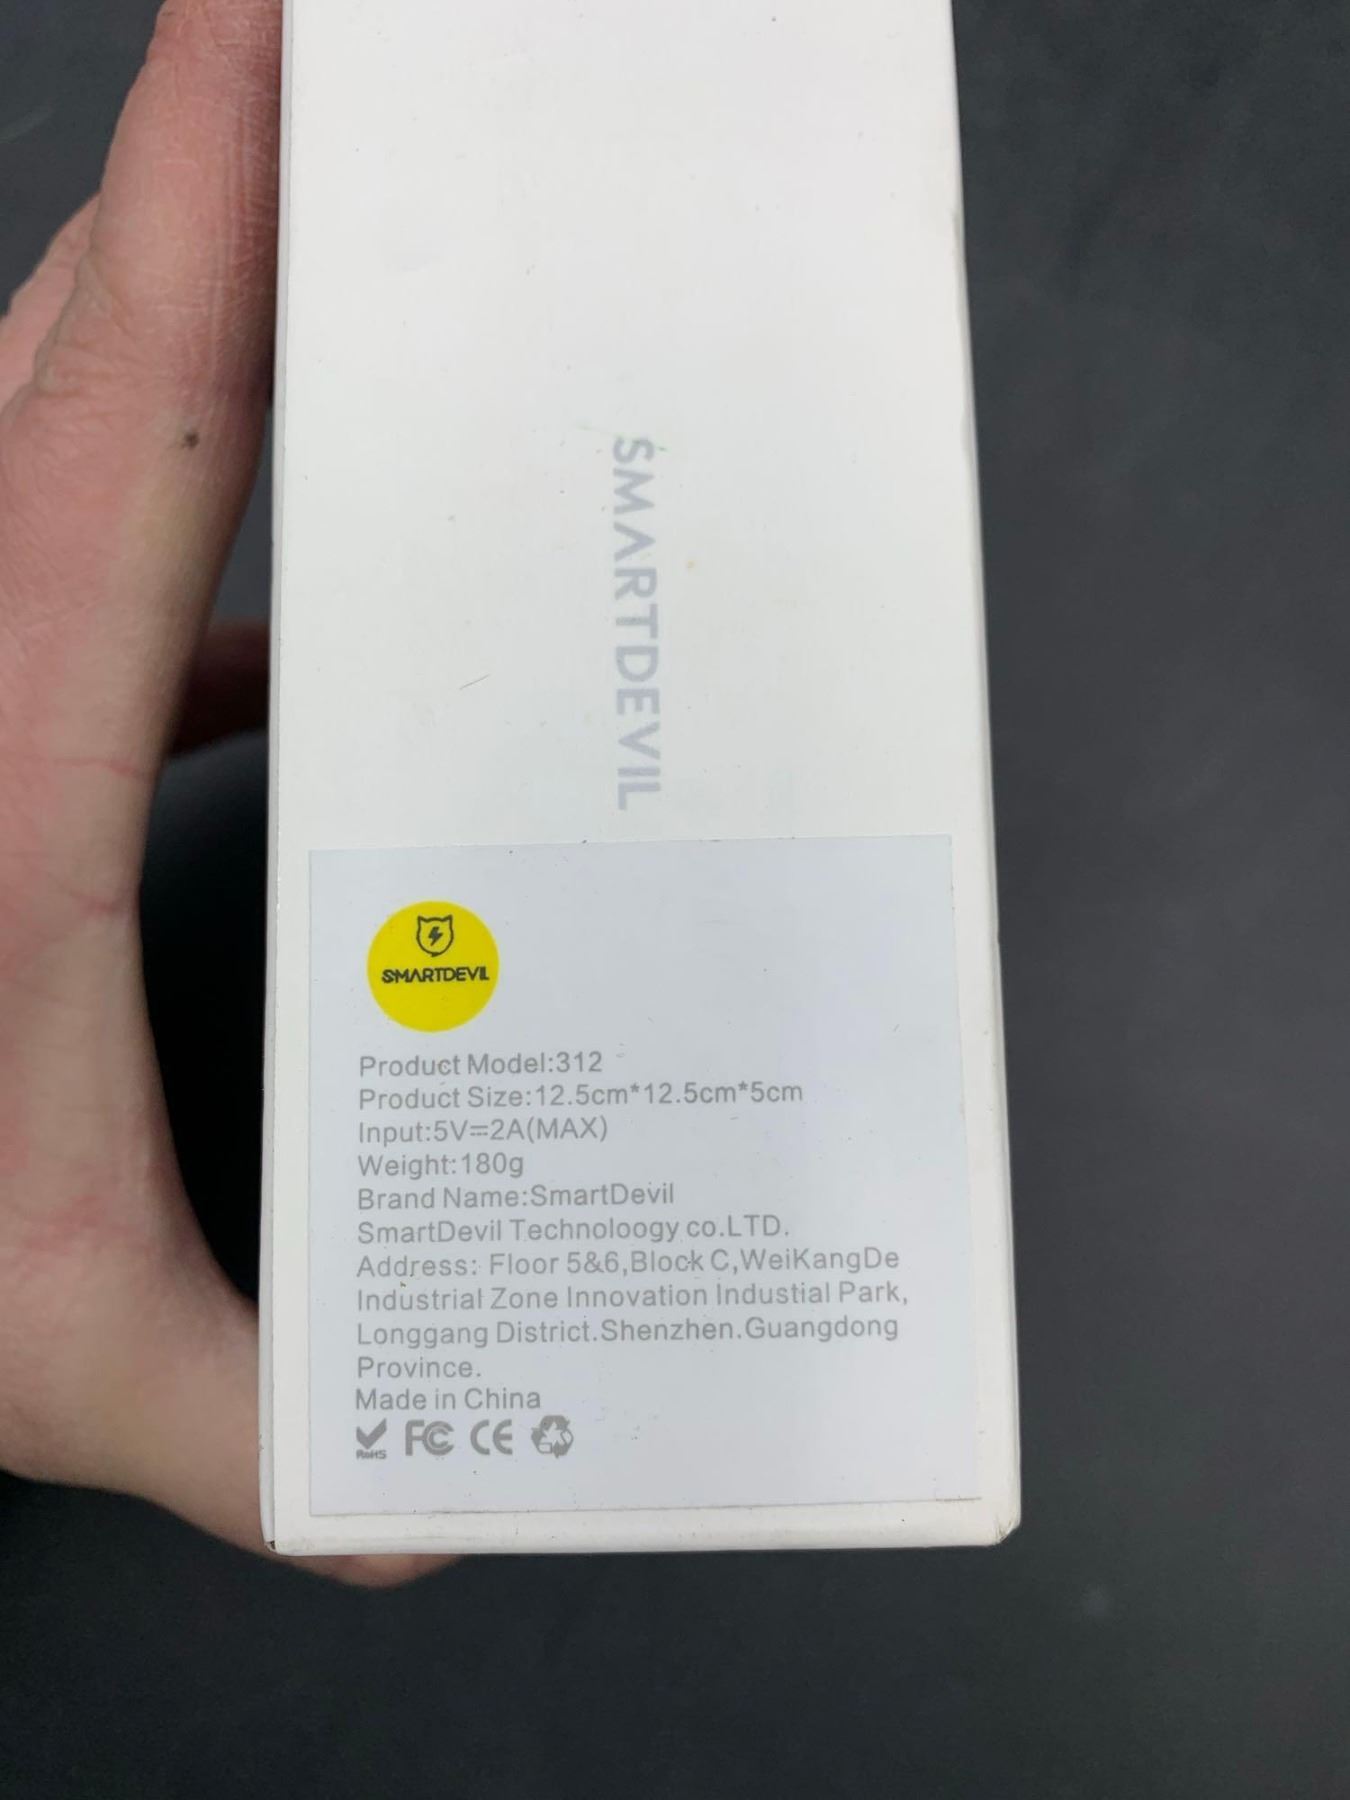 SMARTDEVIL
SMARTDEVIL
Product Model:312
Product Size:12.5cm*12.5cm*5cm
Input:5V=2A(MAX)
Weight:180g
Brand Name:SmartDevil
SmartDevil Technoloogy co.LTD.
Address: Floor 5&6,Block C,WeiKangDe
Industrial Zone Innovation Industial Park,
Longgang District.Shenzhen.Guangdong
Province.
Made in China
RoHS FC CE